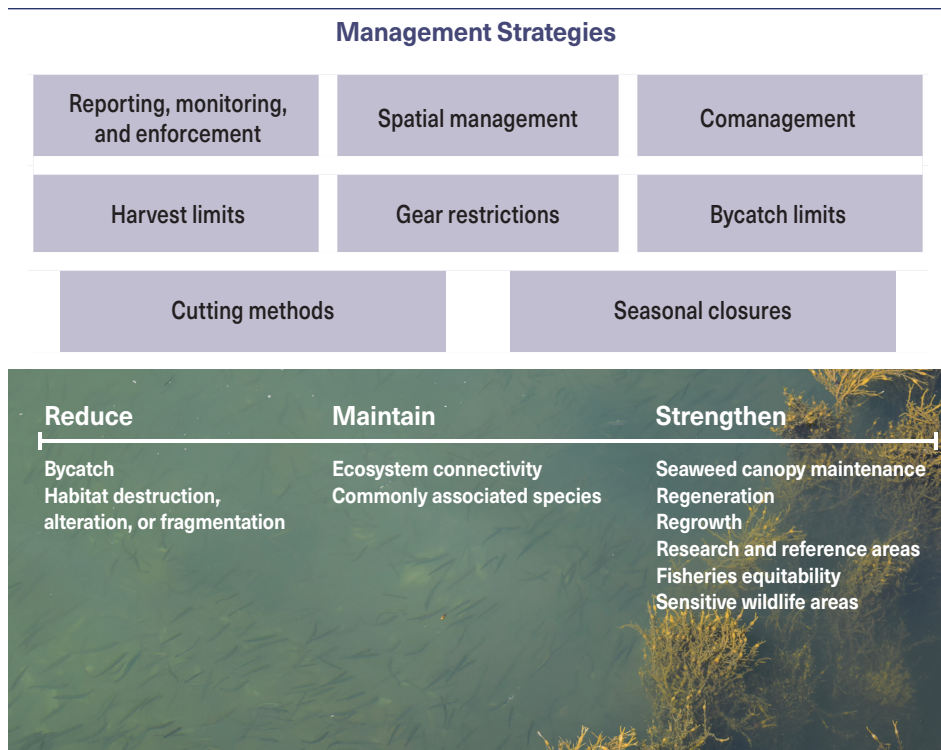 Management Strategies
Reporting, monitoring,
and enforcement
Spatial management
Comanagement
Harvest limits
Gear restrictions
Bycatch limits
Cutting methods
Seasonal closures
Reduce
Bycatch
Habitat destruction,
alteration, or fragmentation
Maintain
Ecosystem connectivity
Commonly associated species
Strengthen
Seaweed canopy maintenance
Regeneration
Regrowth
Research and reference areas
Fisheries equitability
Sensitive wildlife areas